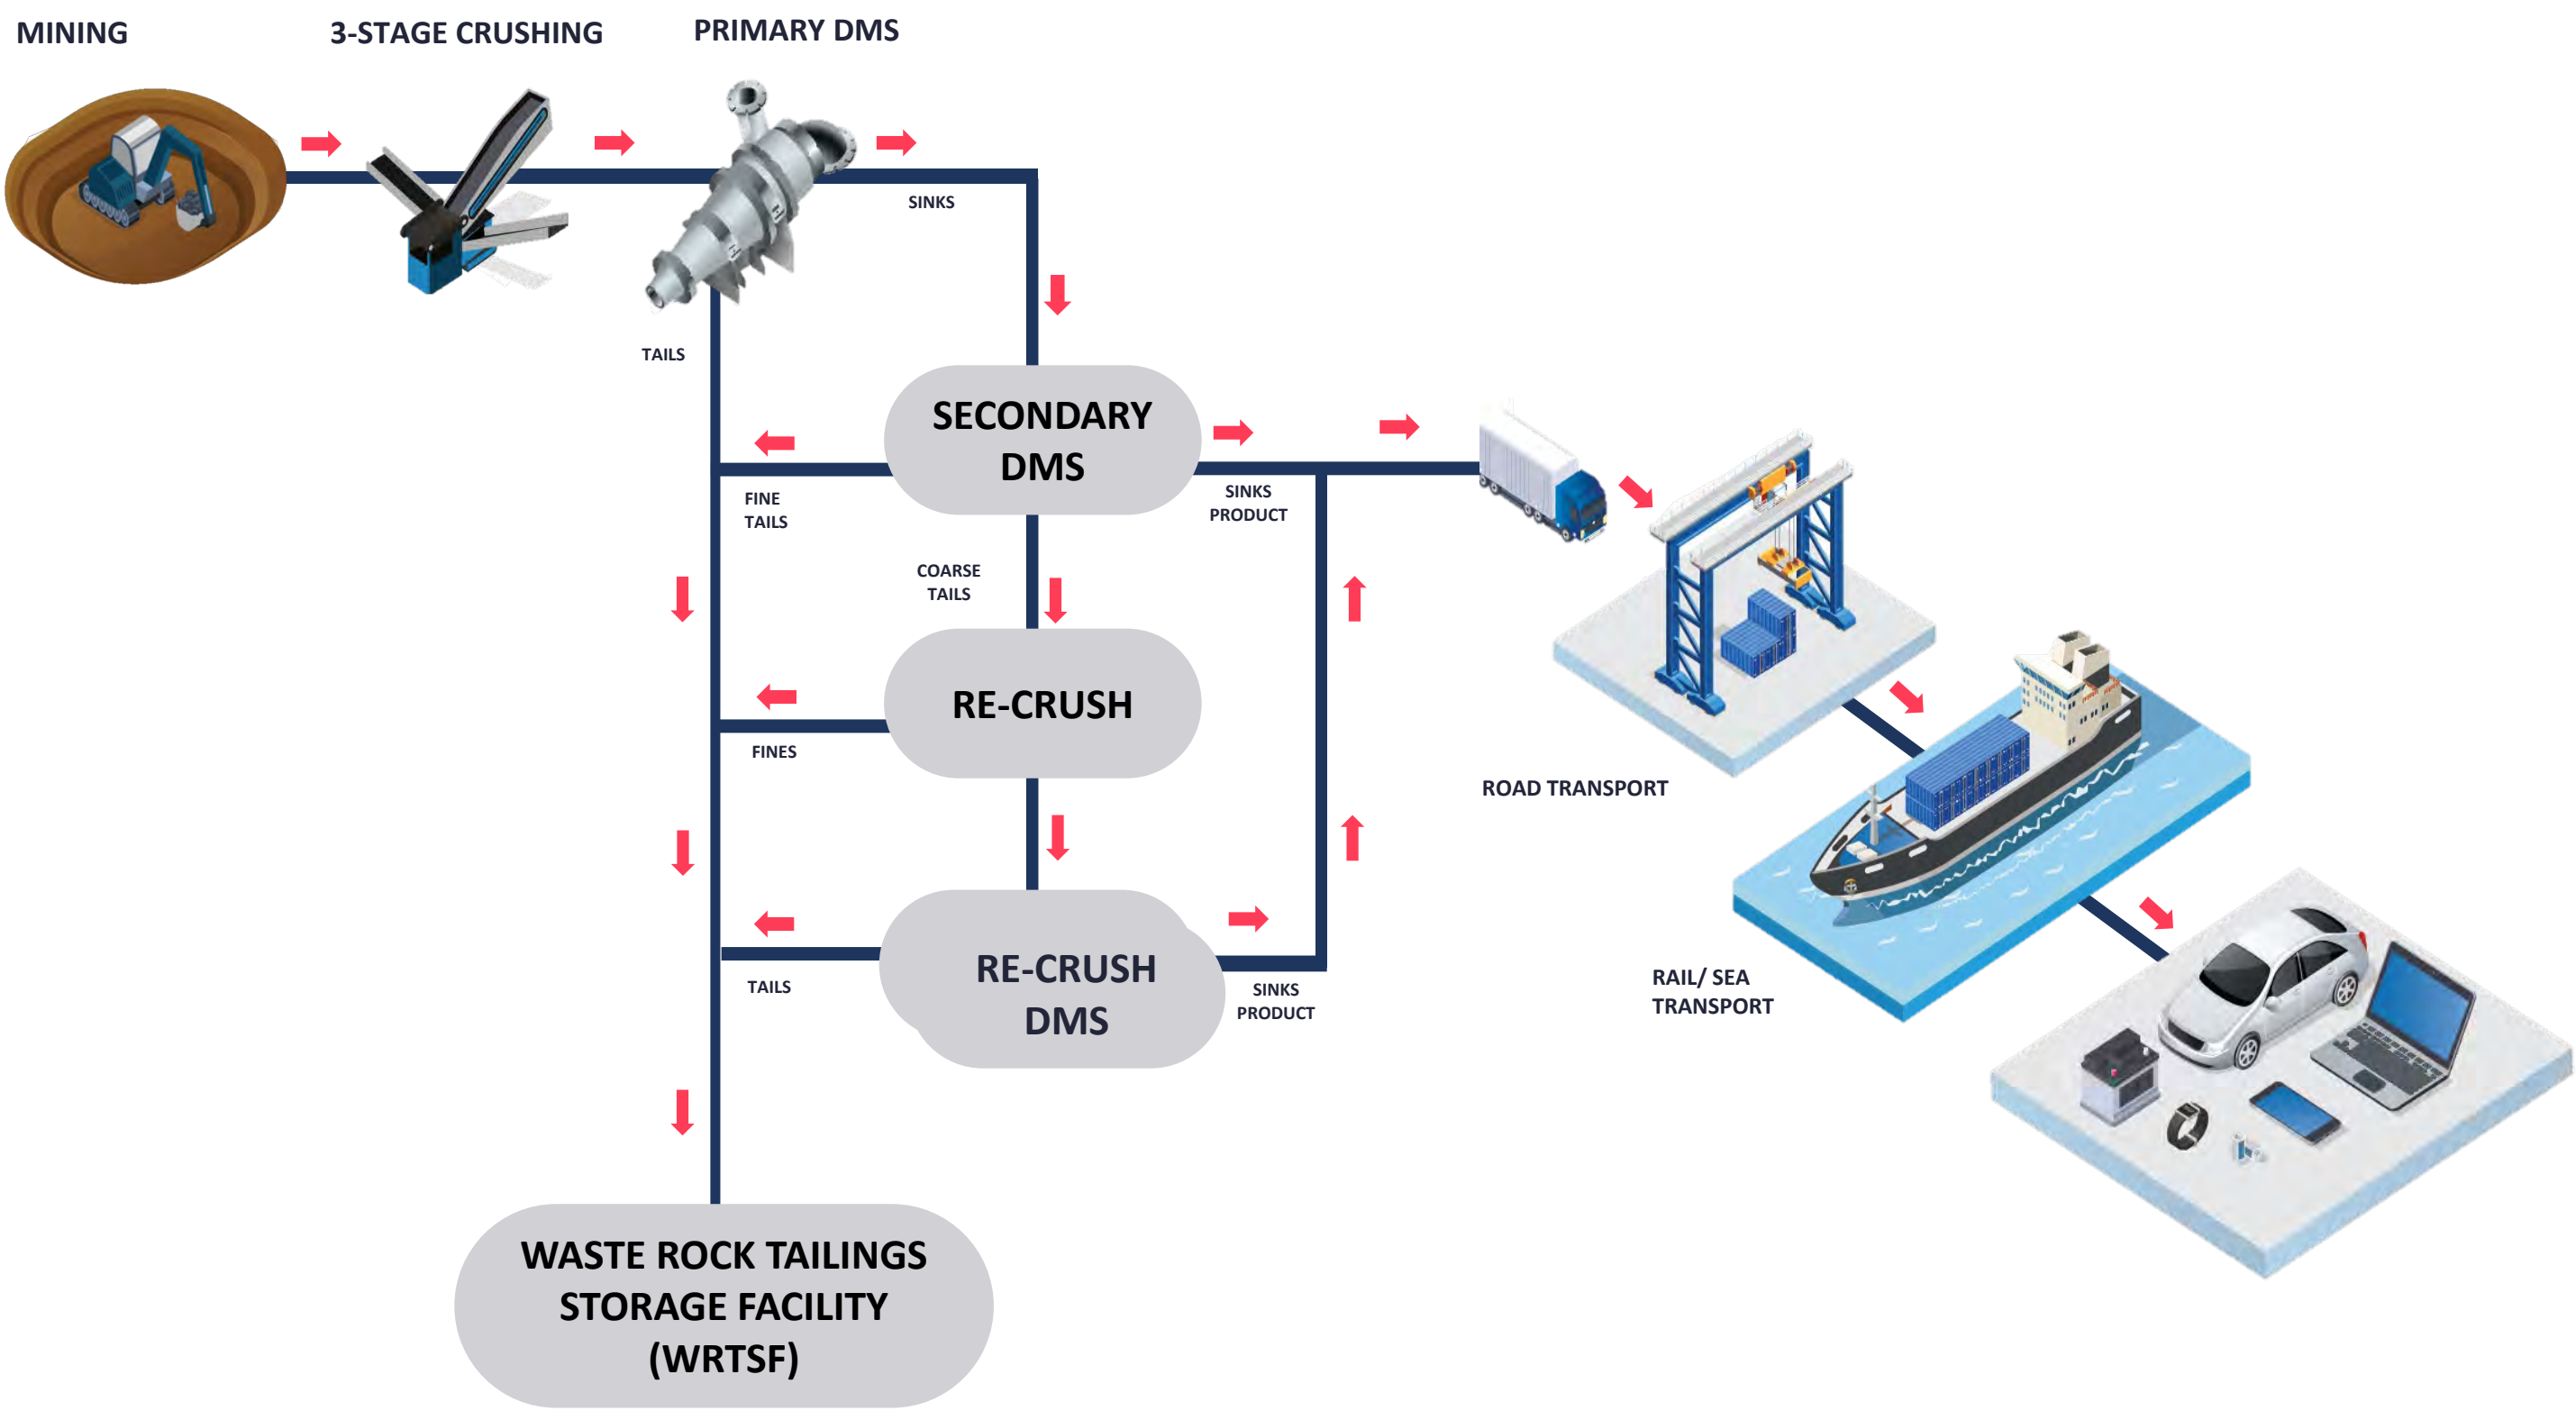 MINING
3-STAGE CRUSHING
PRIMARY DMS
SINKS
TAILS
SECONDARY
DMS
FINE
TAILS
SINKS
PRODUCT
COARSE
TAILS
RE-CRUSH
FINES
ROAD TRANSPORT
RE-CRUSH
DMS
TAILS
SINKS
PRODUCT
RAIL/ SEA
TRANSPORT
WASTE ROCK TAILINGS
STORAGE FACILITY
(WRTSF)